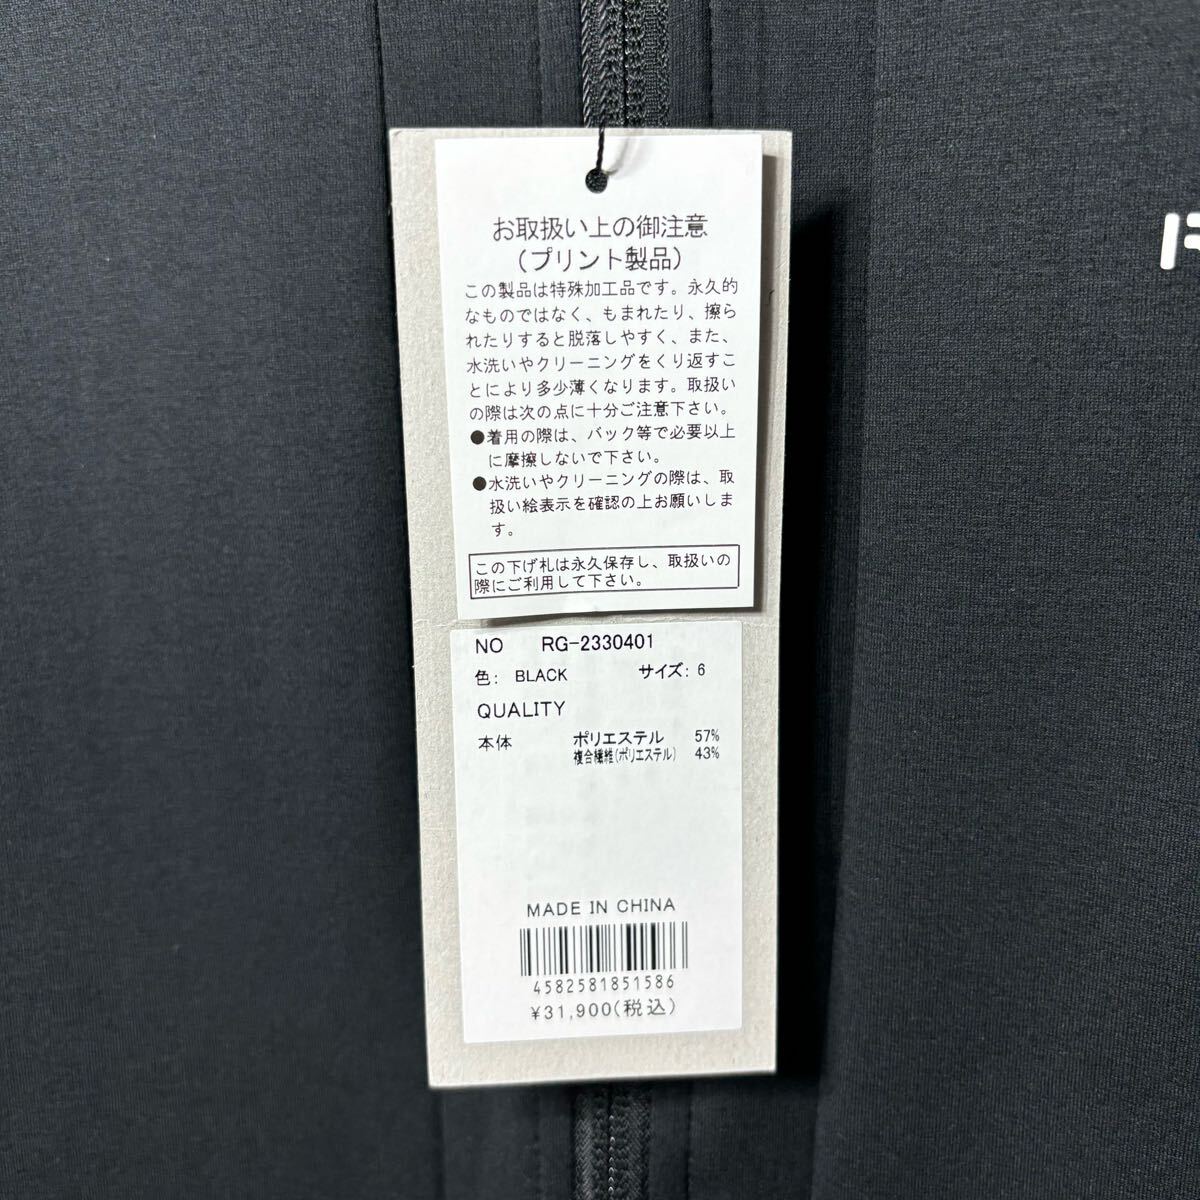 お取扱い上の御注意
(プリント製品)
この製品は特殊加工品です。永久的
なものではなく、もまれたり、擦ら
れたりすると脱落しやすく、また、
水洗いやクリーニングをくり返すこ
とにより多少薄くなります。取扱い
の際は次の点に十分ご注意下さい。
●着用の際は、バック等で必要以上
に摩擦しないで下さい。
●水洗いやクリーニングの際は、取
扱い絵表示を確認の上お願いしま
す。
この下げ札は永久保存し、取扱いの
際にご利用して下さい。
NO RG-2330401
色: BLACK サイズ: 6
QUALITY
本体 ポリエステル 57%
複合繊維(ポリエステル) 43%
MADE IN CHINA
4582581851586
¥31,900(税込)